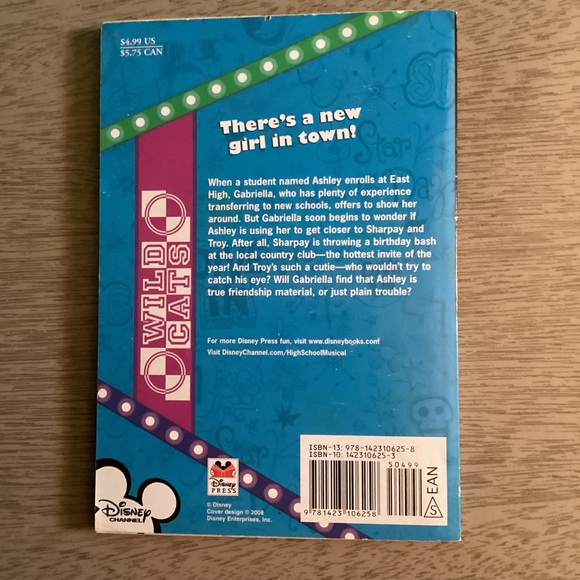 $4.99 US
$5.75 CAN
There's a new
girl in town!
When a student named Ashley enrolls at East
High, Gabriella, who has plenty of experience
transferring to new schools, offers to show her
around. But Gabriella soon begins to wonder if
Ashley is using her to get closer to Sharpay and
Troy. After all, Sharpay is throwing a birthday bash
at the local country club—the hottest invite of the
year! And Troy's such a cutie—who wouldn't try to
catch his eye? Will Gabriella find that Ashley is
true friendship material, or just plain trouble?
WILD
CATS
For more Disney Press fun, visit www.disneybooks.com
Visit DisneyChannel.com/HighSchoolMusical
ISBN-13: 978-142310625-8
ISBN-10: 142310625-3
50499
EAN
S
9 781423 106258
Disney
PRESS
© Disney
Cover design © 2008
Disney Enterprises, Inc.
Disney
CHANNEL
Star